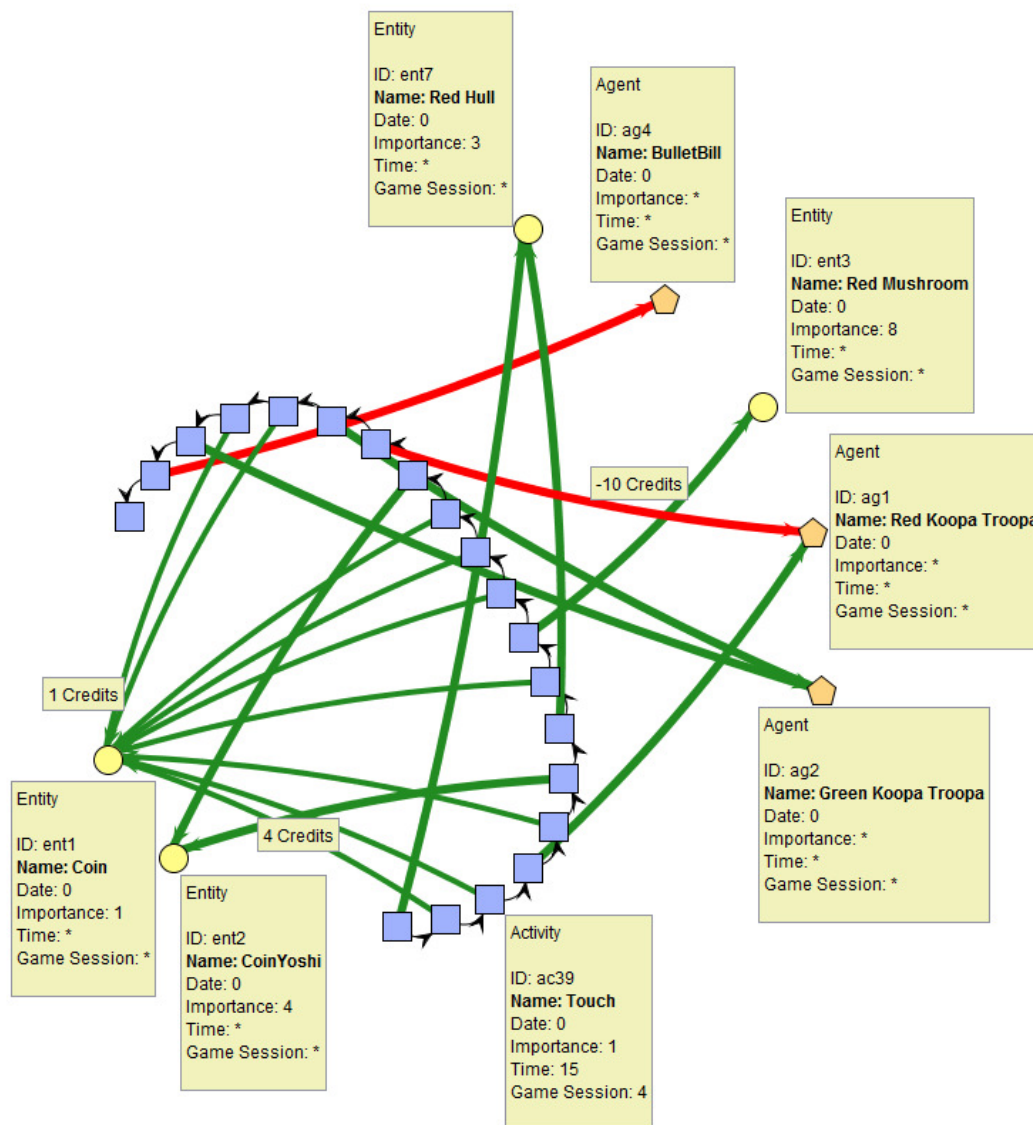 Entity
ID: ent7
Name: Red Hull
Date: 0
Importance: 3
Time: *
Game Session: *
Agent
ID: ag4
Name: BulletBill
Date: 0
Importance: *
Time: *
Game Session: *
Entity
ID: ent3
Name: Red Mushroom
Date: 0
Importance: 8
Time: *
Game Session: *
-10 Credits
Agent
ID: ag1
Name: Red Koopa Troopa
Date: 0
Importance: *
Time: *
Game Session: *
1 Credits
Agent
ID: ag2
Name: Green Koopa Troopa
Date: 0
Importance: *
Time: *
Game Session: *
Entity
ID: ent1
Name: Coin
Date: 0
Importance: 1
Time: *
Game Session: *
4 Credits
Entity
ID: ent2
Name: CoinYoshi
Date: 0
Importance: 4
Time: *
Game Session: *
Activity
ID: ac39
Name: Touch
Date: 0
Importance: 1
Time: 15
Game Session: 4